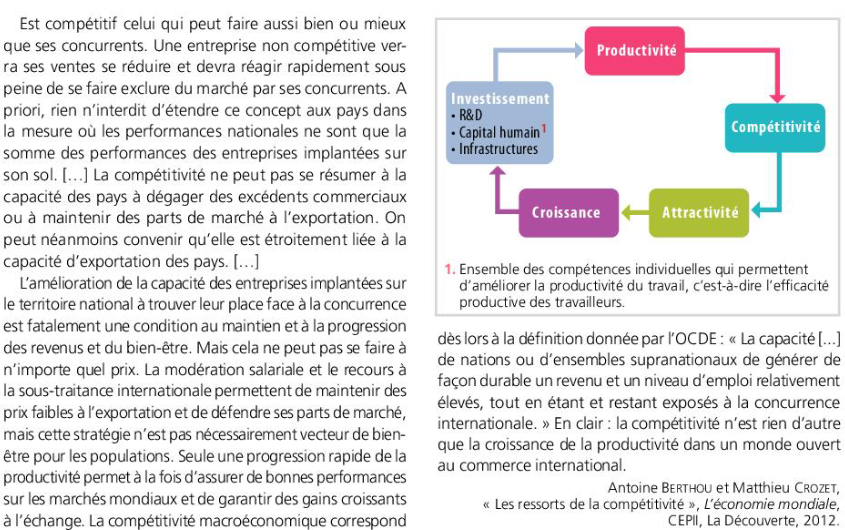 Est compétitif celui qui peut faire aussi bien ou mieux
que ses concurrents. Une entreprise non compétitive ver-
ra ses ventes se réduire et devra réagir rapidement sous
peine de se faire exclure du marché par ses concurrents. A
priori, rien n'interdit d'étendre ce concept aux pays dans
la mesure où les performances nationales ne sont que la
somme des performances des entreprises implantées sur
son sol. […] La compétitivité ne peut pas se résumer à la
capacité des pays à dégager des excédents commerciaux
ou à maintenir des parts de marché à l'exportation. On
peut néanmoins convenir qu'elle est étroitement liée à la
capacité d'exportation des pays. […]
L'amélioration de la capacité des entreprises implantées sur
le territoire national à trouver leur place face à la concurrence
est fatalement une condition au maintien et à la progression
des revenus et du bien-être. Mais cela ne peut pas se faire à
n'importe quel prix. La modération salariale et le recours à
la sous-traitance internationale permettent de maintenir des
prix faibles à l'exportation et de défendre ses parts de marché,
mais cette stratégie n'est pas nécessairement vecteur de bien-
être pour les populations. Seule une progression rapide de la
productivité permet à la fois d'assurer de bonnes performances
sur les marchés mondiaux et de garantir des gains croissants
à l'échange. La compétitivité macroéconomique correspond
Productivité
Investissement
• R&D
• Capital humain1
• Infrastructures
Compétitivité
Croissance
Attractivité
1. Ensemble des compétences individuelles qui permettent
d'améliorer la productivité du travail, c'est-à-dire l'efficacité
productive des travailleurs.
dès lors à la définition donnée par l'OCDE : « La capacité [...]
de nations ou d'ensembles supranationaux de générer de
façon durable un revenu et un niveau d'emploi relativement
élevés, tout en étant et restant exposés à la concurrence
internationale. » En clair : la compétitivité n'est rien d'autre
que la croissance de la productivité dans un monde ouvert
au commerce international.
Antoine BERTHOU et Matthieu CROZET,
« Les ressorts de la compétitivité », L'économie mondiale,
CEPII, La Découverte, 2012.